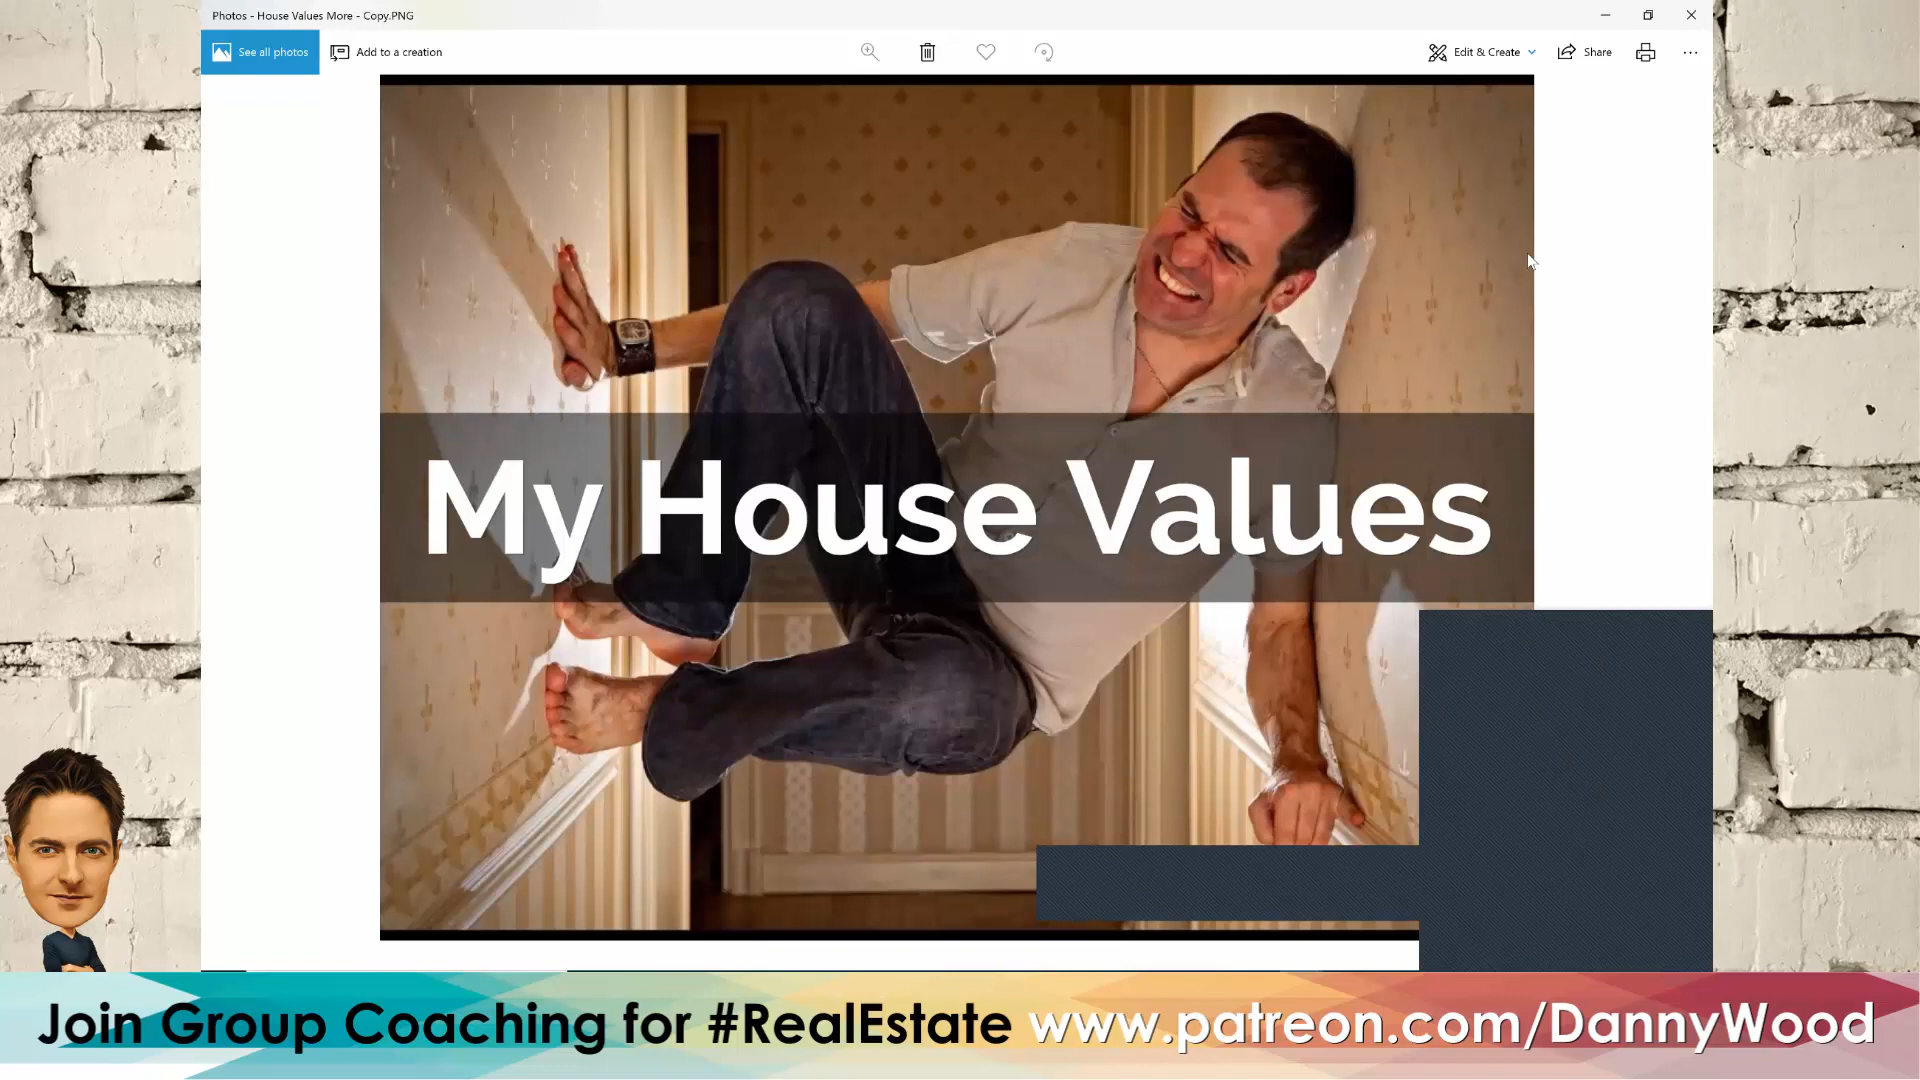 Photos - House Values More - Copy.PNG
See all photos
Add to a creation
Edit & Create
Share
My House Values
Join Group Coaching for #RealEstate www.patreon.com/DannyWood